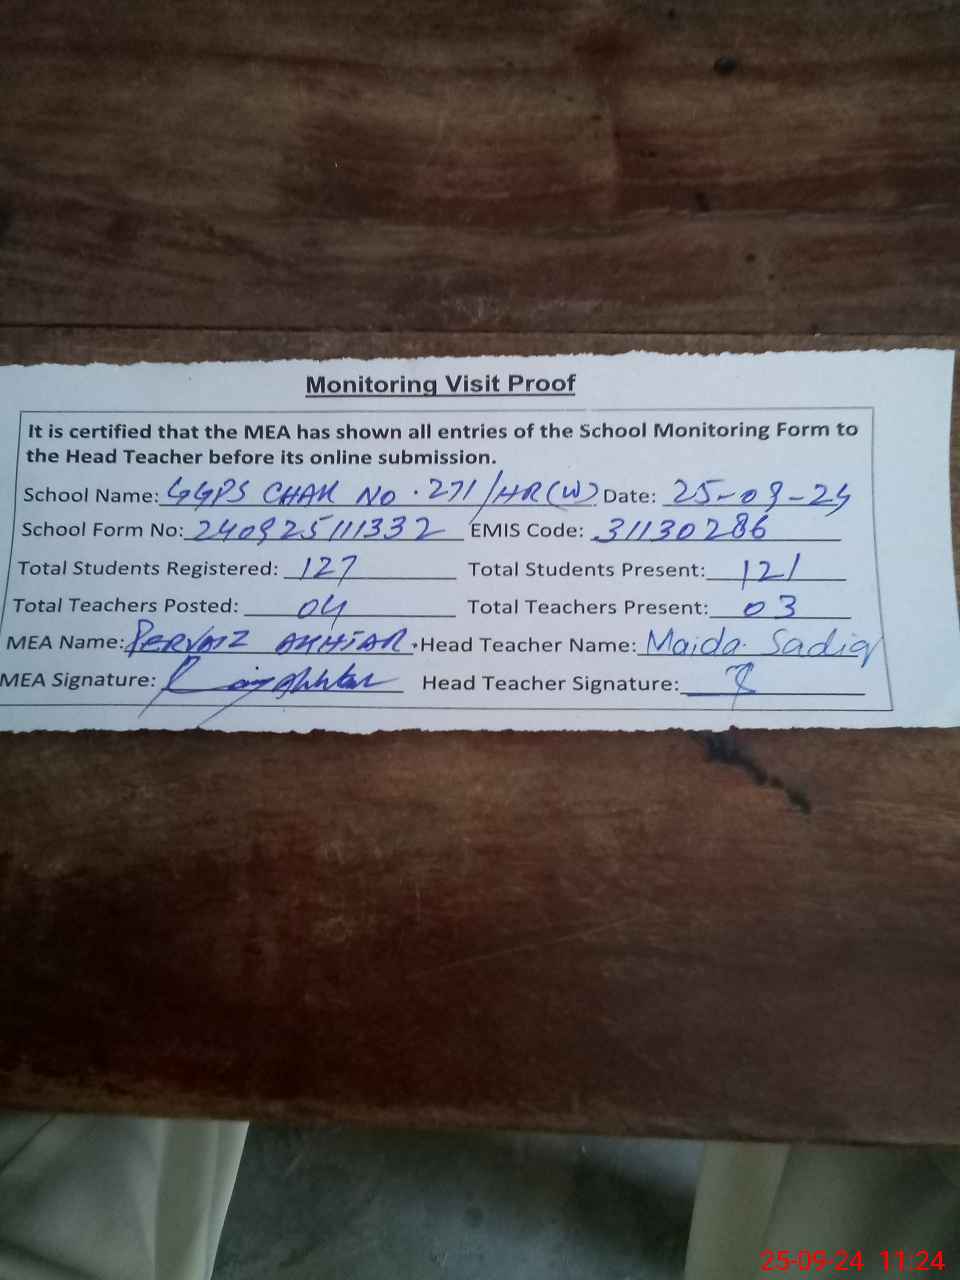 Monitoring Visit Proof
It is certified that the MEA has shown all entries of the School Monitoring Form to
the Head Teacher before its online submission.
School Name: GGPS CHAK NO. 271/HR(W) Date: 25-09-24
School Form No: 240925111332 EMIS Code: 31130286
Total Students Registered: 127 Total Students Present: 121
Total Teachers Posted: 04 Total Teachers Present: 03
MEA Name: PERVAIZ AKHTAR. Head Teacher Name: Maida Sadiq
MEA Signature: Head Teacher Signature:
25-09-24 11:24